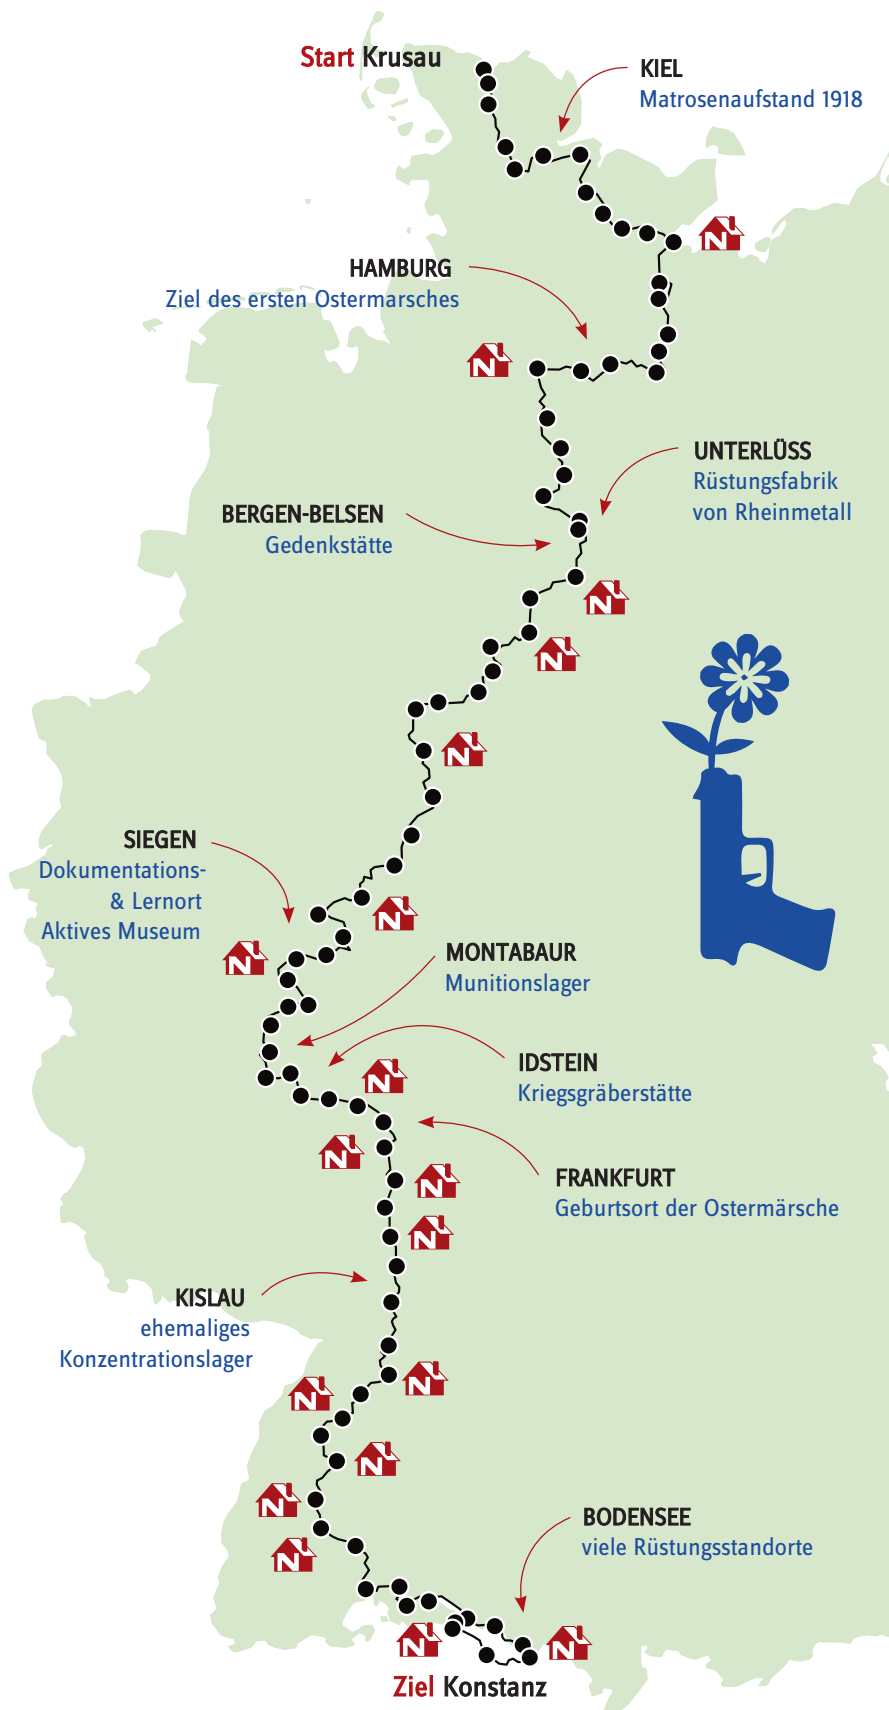 Start Krusau
KIEL
Matrosenaufstand 1918
N
HAMBURG
Ziel des ersten Ostermarsches
N
UNTERLÜSS
Rüstungsfabrik
von Rheinmetall
BERGEN-BELSEN
Gedenkstätte
N
N
N
SIEGEN
Dokumentations-
& Lernort
Aktives Museum
N
N
MONTABAUR
Munitionslager
IDSTEIN
Kriegsgräberstätte
N
N
FRANKFURT
Geburtsort der Ostermärsche
N
N
KISLAU
ehemaliges
Konzentrationslager
N
N
N
N
N
BODENSEE
viele Rüstungsstandorte
N
N
Ziel Konstanz